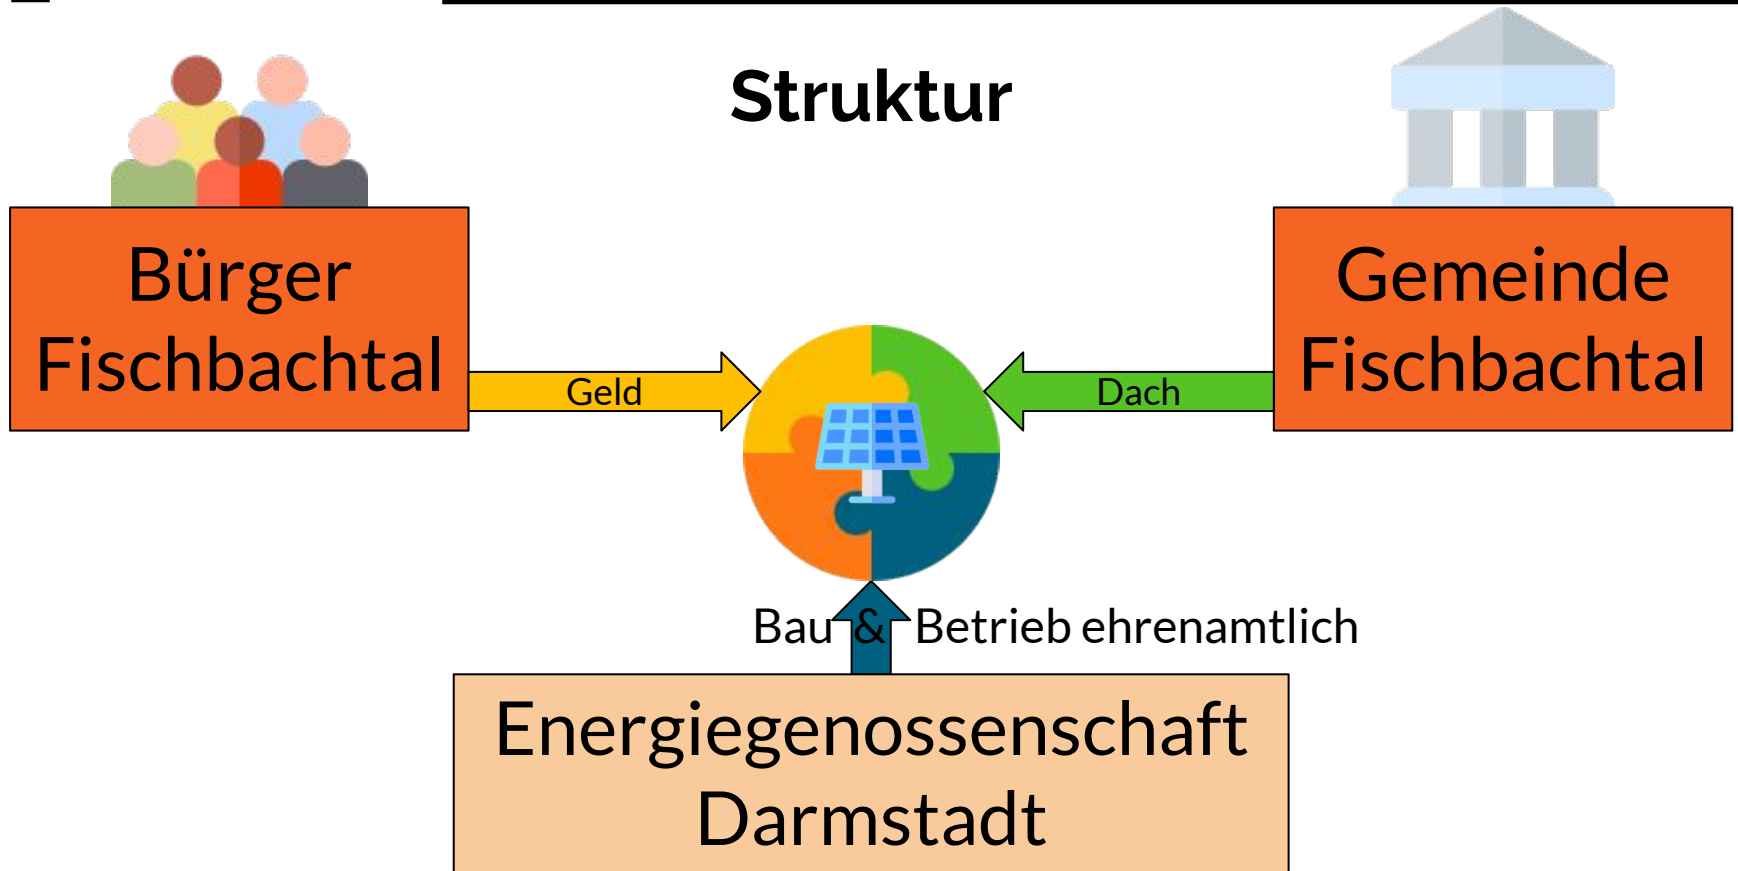 Struktur
Bürger
Fischbachtal
Gemeinde
Fischbachtal
Geld
Dach
Bau & Betrieb ehrenamtlich
Energiegenossenschaft
Darmstadt